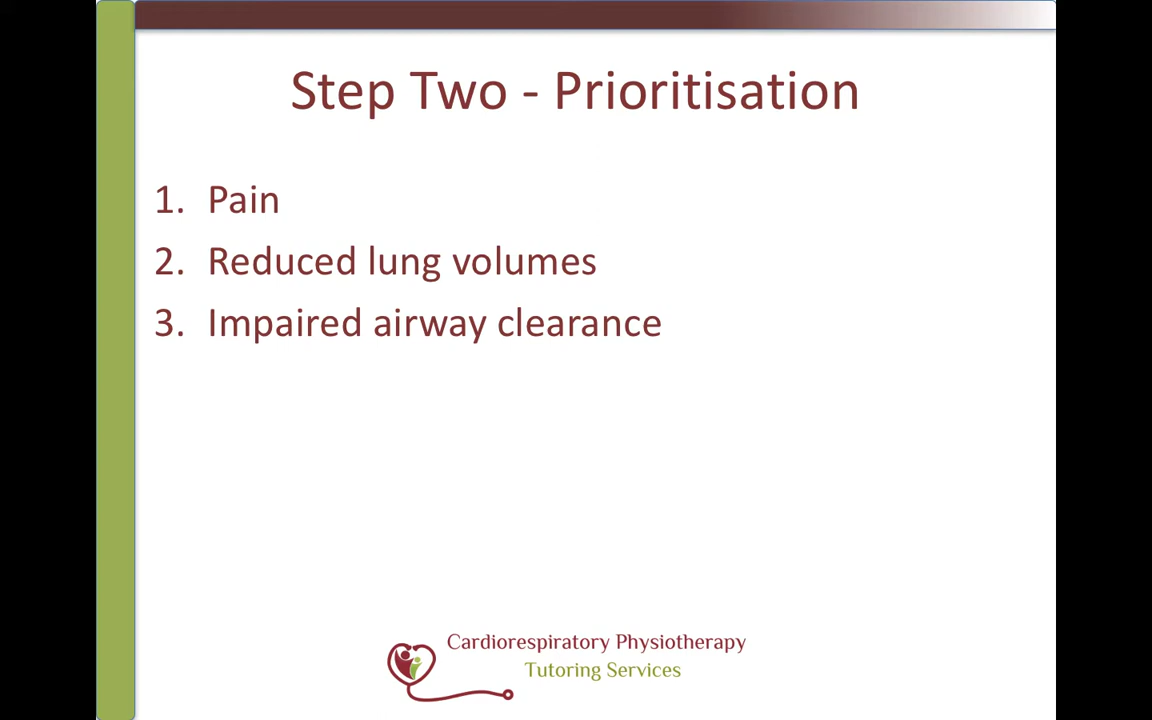 Step Two - Prioritisation
1. Pain
2. Reduced lung volumes
3. Impaired airway clearance
Cardiorespiratory Physiotherapy
Tutoring Services